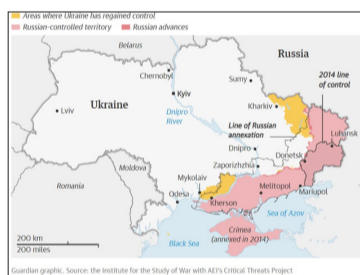 Areas where Ukraine has regained control
Russian-controlled territory
Russian advances
Belarus
Russia
Chernobyl
Sumy
2014 line
of control
Kyiv
Lviv
Ukraine
Kharkiv
Dnipro
River
Line of Russian
annexation
Luhansk
Dnipro
Donetsk
Moldova
Zaporizhzhia
Mykolaiv
Romania
Melitopol
Mariupol
Odesa
Kherson
Sea of Azov
Crimea
(annexed in 2014)
200 km
200 miles
Black Sea
Guardian graphic. Source: the Institute for the Study of War with AEI's Critical Threats Project